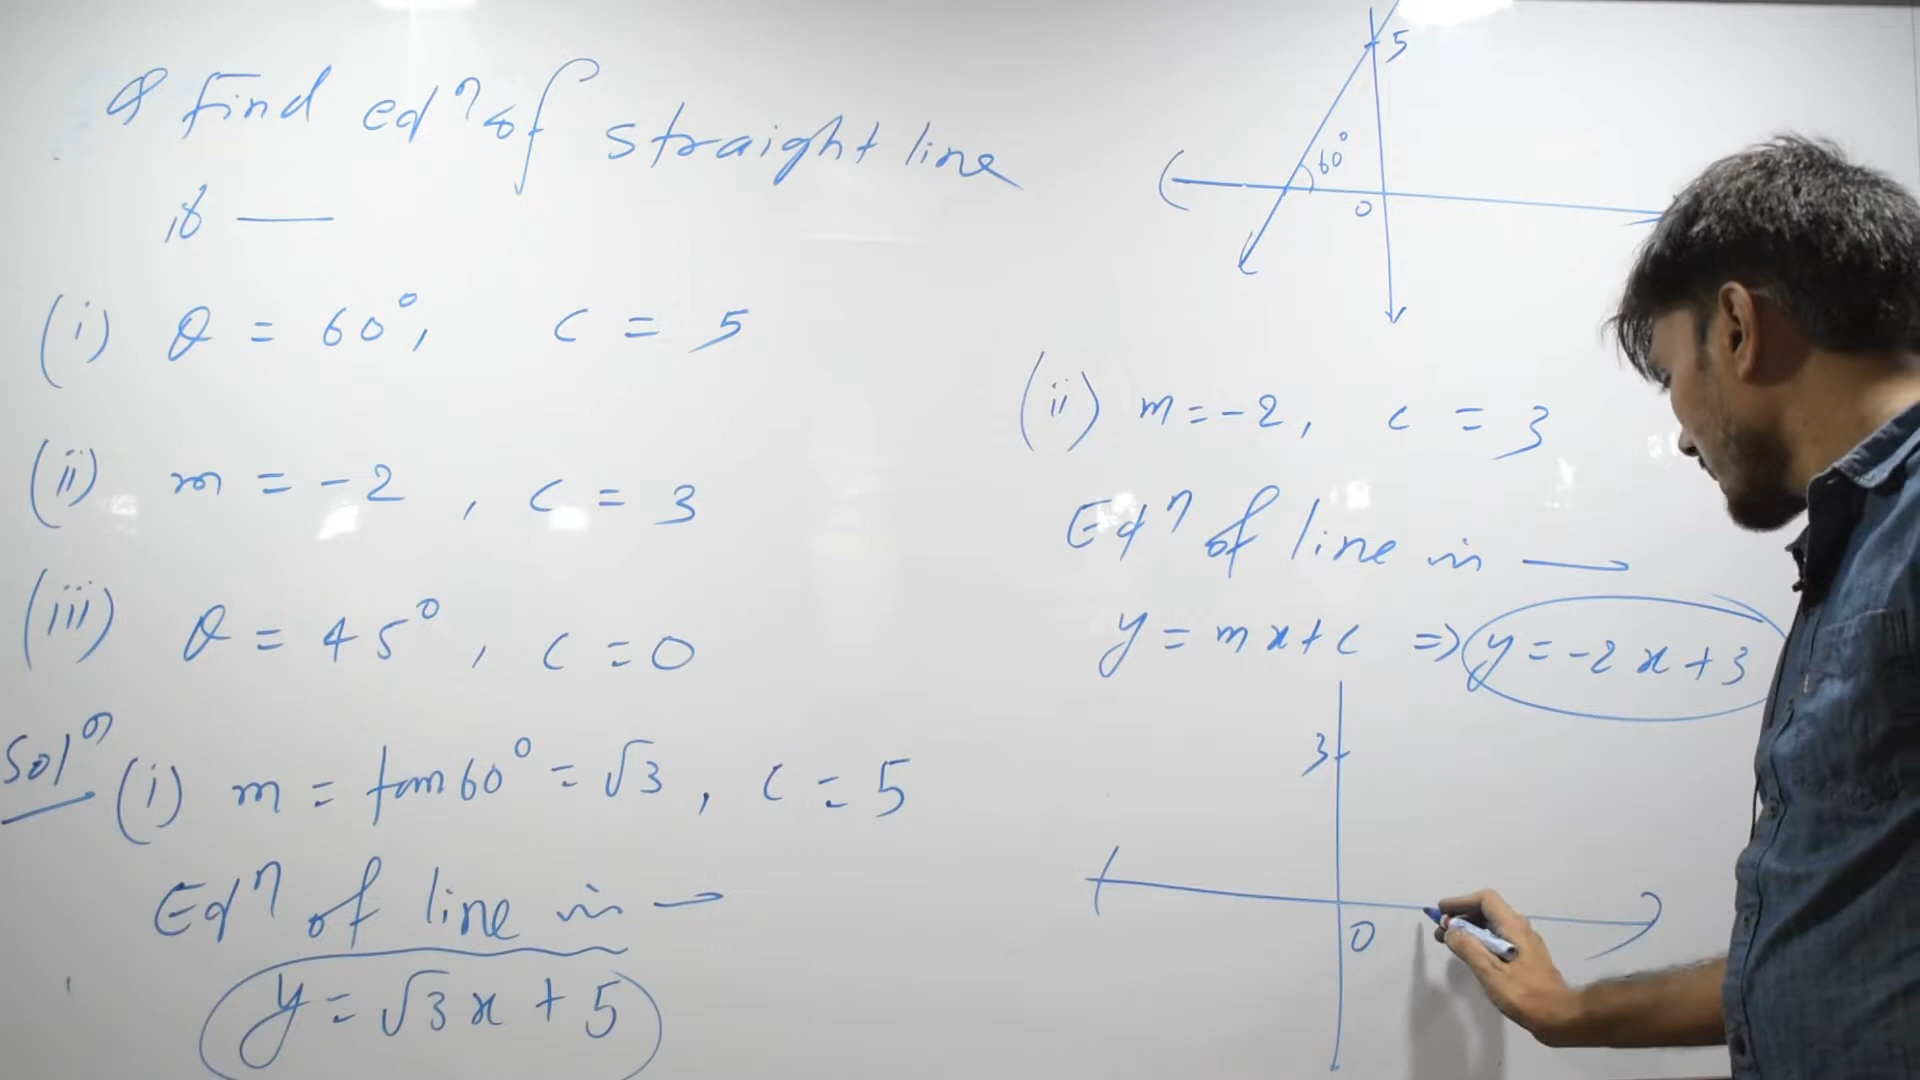 Q find eqⁿ of straight line
if —
(i) θ = 60°, c = 5
(ii) m = -2, c = 3
(iii) θ = 45°, c = 0
Solⁿ (i) m = tan60° = √3, c = 5
Eqⁿ of line is →
y = √3x + 5
5
60°
0
(ii) m = -2, c = 3
Eqⁿ of line is →
y = mx + c ⇒ y = -2x + 3
3
0